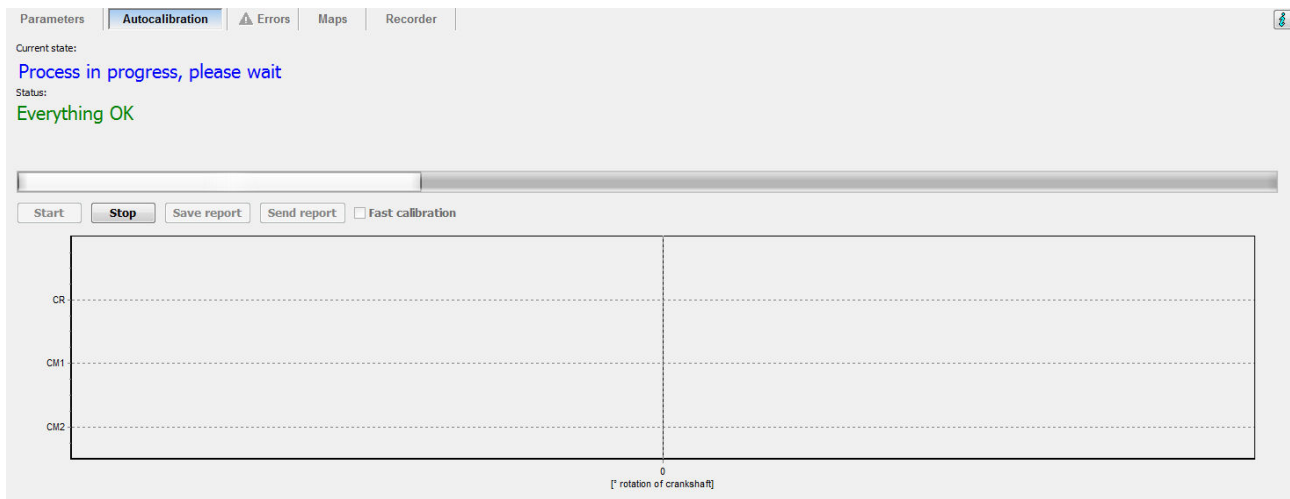 Parameters Autocalibration Errors Maps Recorder
Current state:
Process in progress, please wait
Status:
Everything OK
Start Stop Save report Send report Fast calibration
CR
CM1
CM2
0
[° rotation of crankshaft]